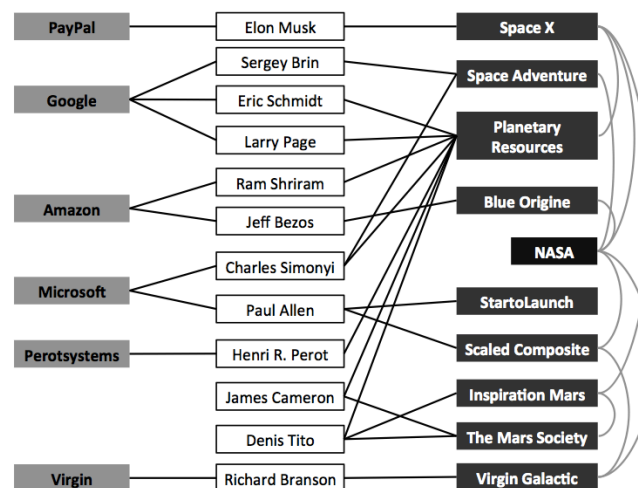 PayPal
Elon Musk
Space X
Sergey Brin
Space Adventure
Google
Eric Schmidt
Planetary
Resources
Larry Page
Ram Shriram
Amazon
Blue Origine
Jeff Bezos
NASA
Charles Simonyi
Microsoft
StartoLaunch
Paul Allen
Perotsystems
Henri R. Perot
Scaled Composite
James Cameron
Inspiration Mars
Denis Tito
The Mars Society
Virgin
Richard Branson
Virgin Galactic